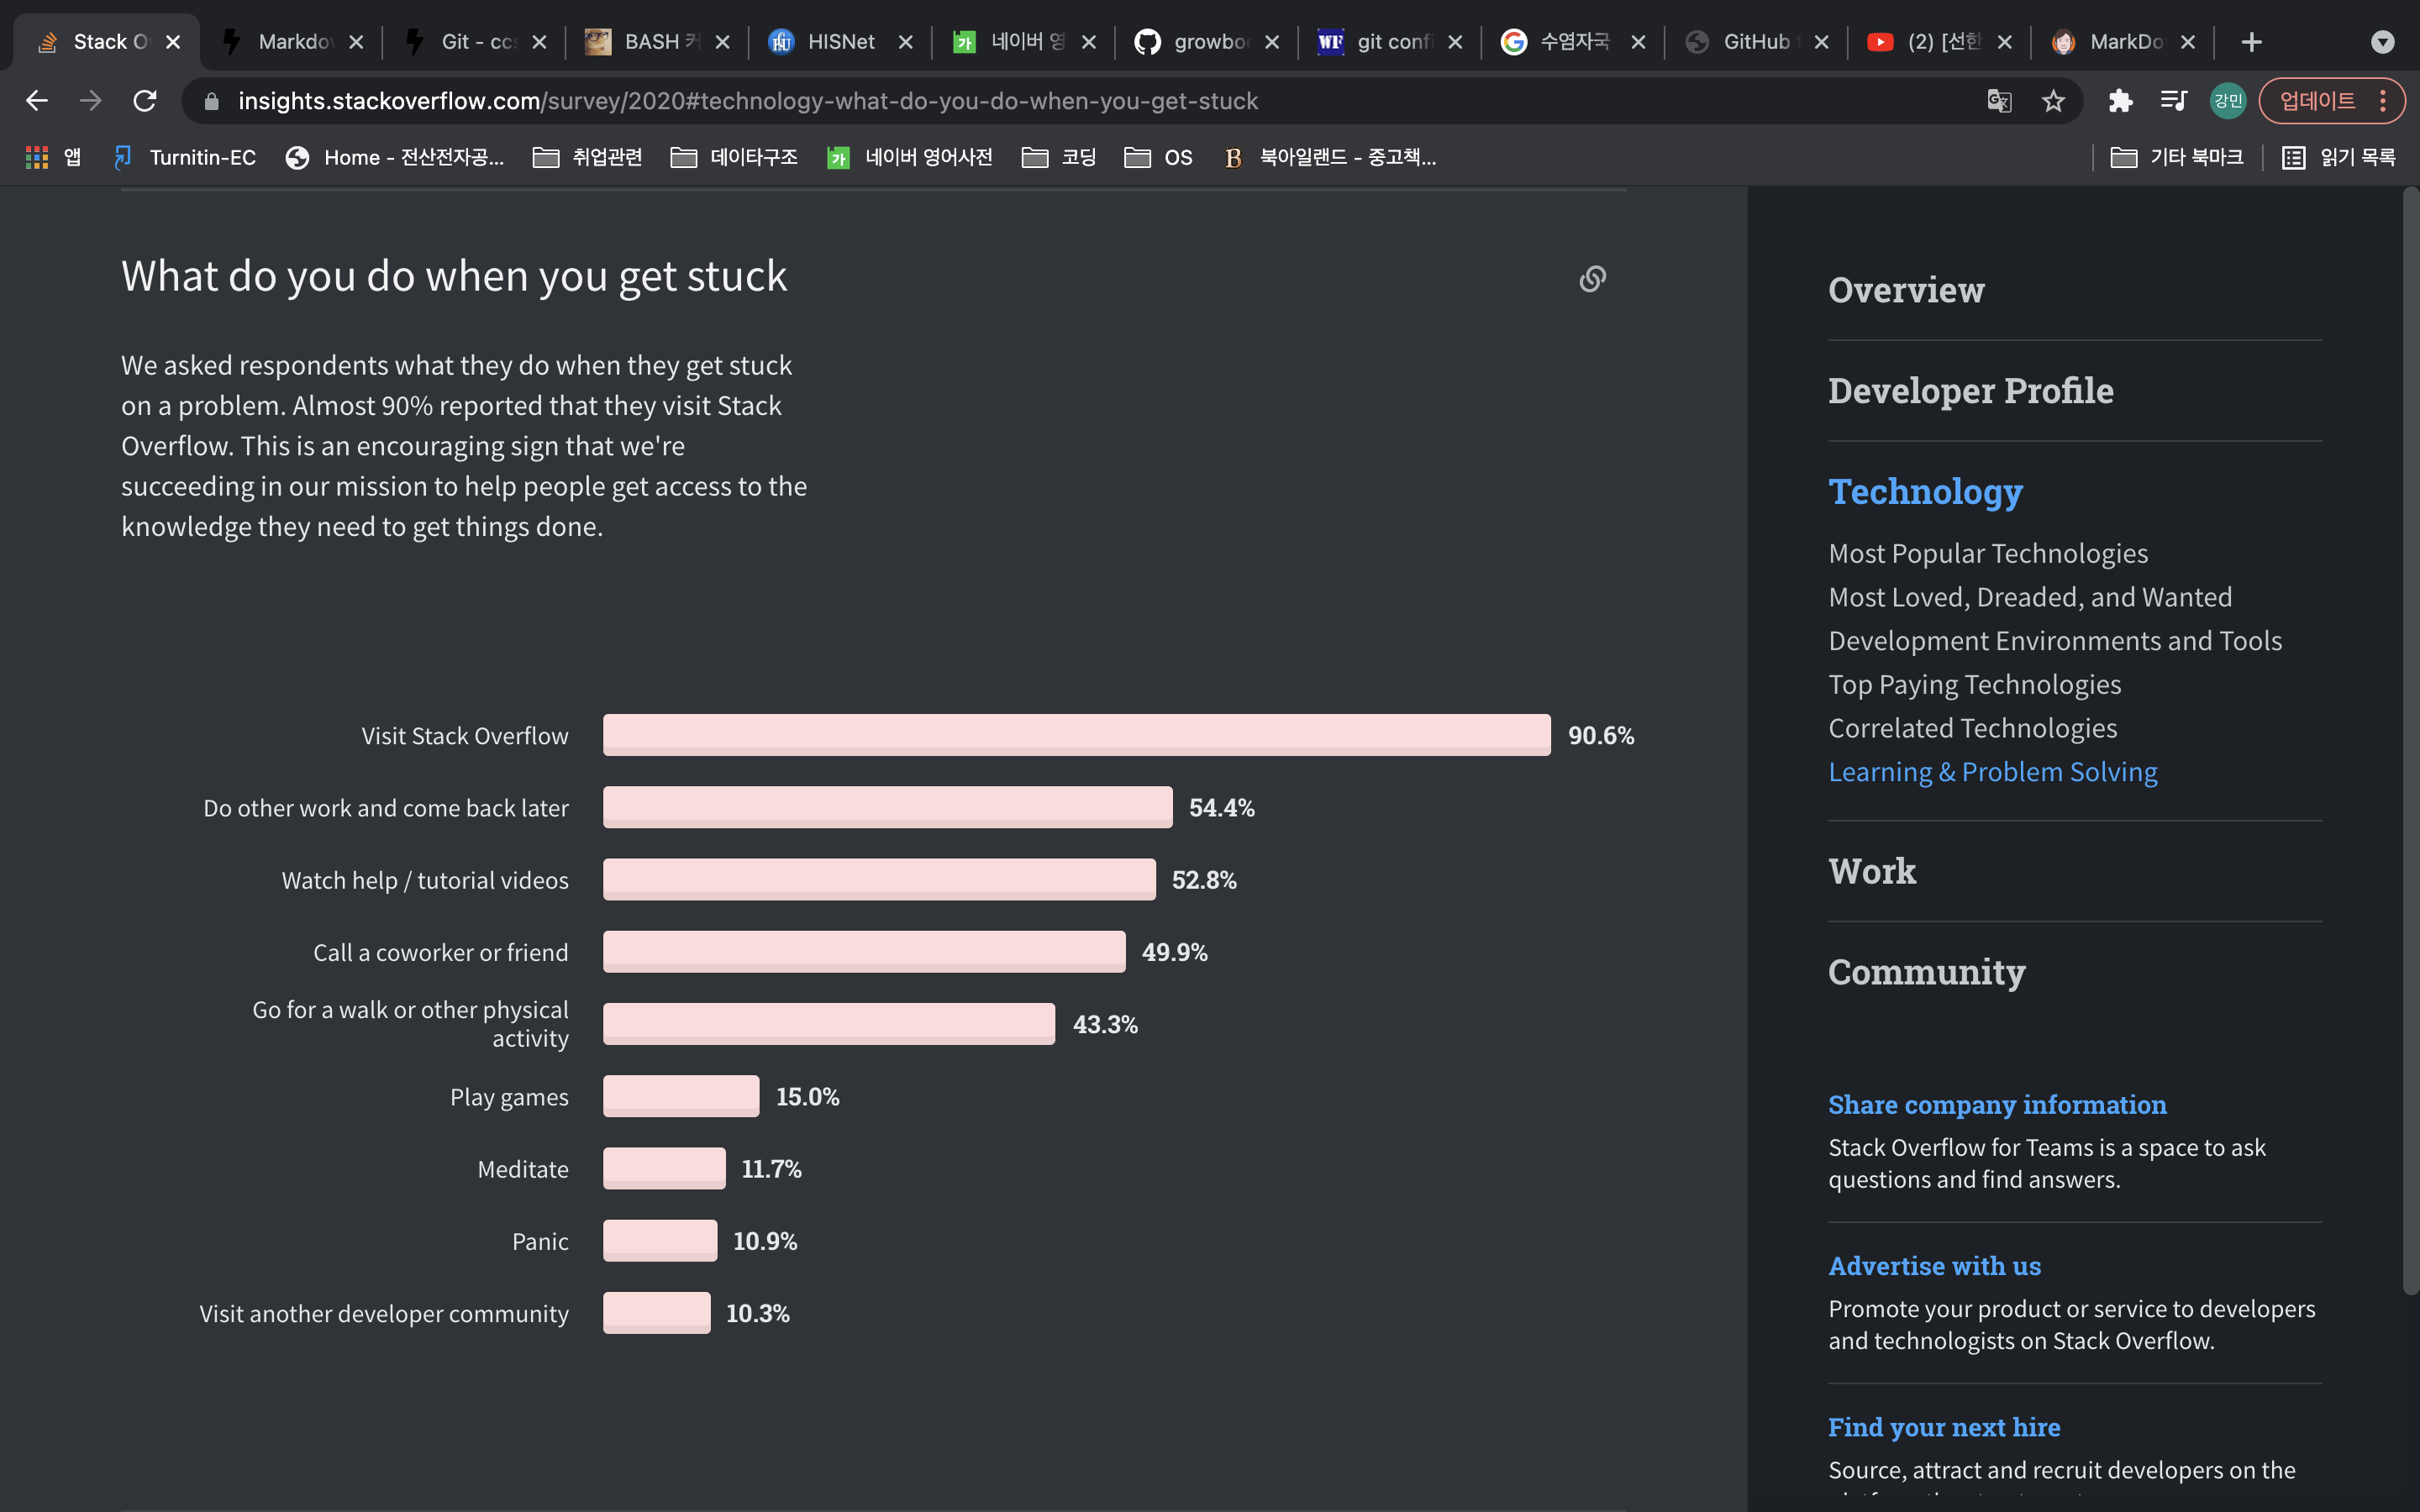 Stack O
Markdo
Git - ccs
BASH 커
HISNet
네이버 영
growboo
git confi
수염자국
GitHub
(2) [선한
MarkDo
insights.stackoverflow.com/survey/2020#technology-what-do-you-do-when-you-get-stuck
강민
업데이트
앱
Turnitin-EC
Home - 전산전자공...
취업관련
데이타구조
네이버 영어사전
코딩
OS
북아일랜드 - 중고책...
기타 북마크
읽기 목록
What do you do when you get stuck
We asked respondents what they do when they get stuck
on a problem. Almost 90% reported that they visit Stack
Overflow. This is an encouraging sign that we're
succeeding in our mission to help people get access to the
knowledge they need to get things done.
Visit Stack Overflow 90.6%
Do other work and come back later 54.4%
Watch help / tutorial videos 52.8%
Call a coworker or friend 49.9%
Go for a walk or other physical
activity 43.3%
Play games 15.0%
Meditate 11.7%
Panic 10.9%
Visit another developer community 10.3%
Overview
Developer Profile
Technology
Most Popular Technologies
Most Loved, Dreaded, and Wanted
Development Environments and Tools
Top Paying Technologies
Correlated Technologies
Learning & Problem Solving
Work
Community
Share company information
Stack Overflow for Teams is a space to ask
questions and find answers.
Advertise with us
Promote your product or service to developers
and technologists on Stack Overflow.
Find your next hire
Source, attract and recruit developers on the